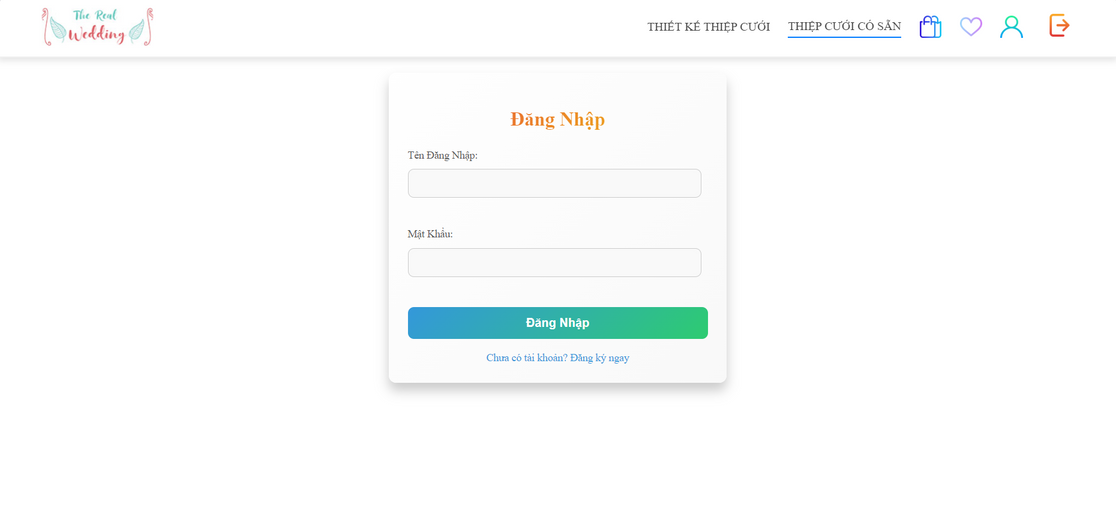 The Real
Wedding
THIẾT KẾ THIỆP CƯỚI
THIỆP CƯỚI CÓ SẴN
Đăng Nhập
Tên Đăng Nhập:
Mật Khẩu:
Đăng Nhập
Chưa có tài khoản? Đăng ký ngay